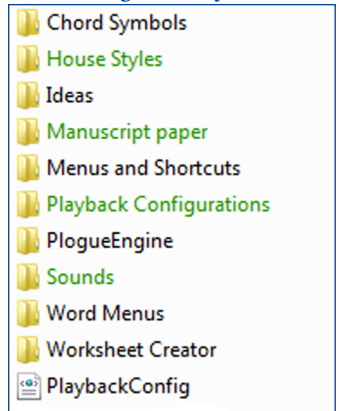 Chord Symbols
House Styles
Ideas
Manuscript paper
Menus and Shortcuts
Playback Configurations
PlogueEngine
Sounds
Word Menus
Worksheet Creator
PlaybackConfig